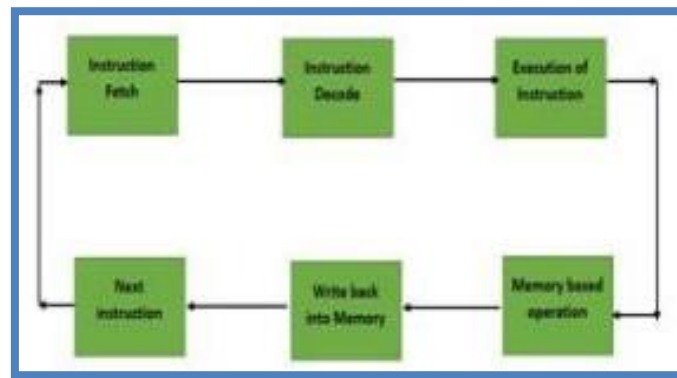 Instruction
Fetch
Instruction
Decode
Execution of
Instruction
Memory based
operation
Write back
into Memory
Next
instruction